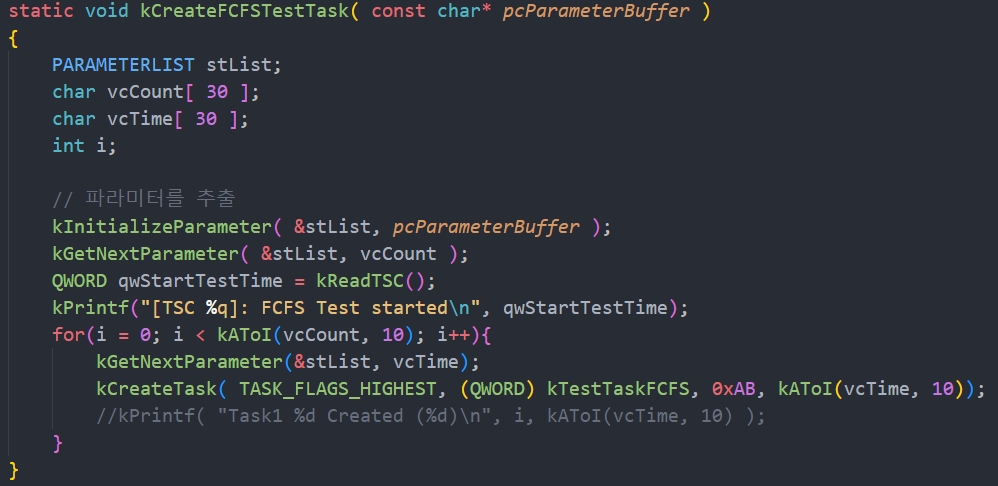 static void kCreateFCFSTestTask( const char* pcParameterBuffer )
{
    PARAMETERLIST stList;
    char vcCount[ 30 ];
    char vcTime[ 30 ];
    int i;

    // 파라미터를 추출
    kInitializeParameter( &stList, pcParameterBuffer );
    kGetNextParameter( &stList, vcCount );
    QWORD qwStartTestTime = kReadTSC();
    kPrintf("[TSC %q]: FCFS Test started\n", qwStartTestTime);
    for(i = 0; i < kAToI(vcCount, 10); i++){
        kGetNextParameter(&stList, vcTime);
        kCreateTask( TASK_FLAGS_HIGHEST, (QWORD) kTestTaskFCFS, 0xAB, kAToI(vcTime, 10));
        //kPrintf( "Task1 %d Created (%d)\n", i, kAToI(vcTime, 10) );
    }
}